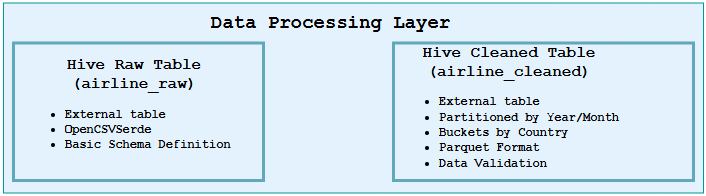 Data Processing Layer
Hive Raw Table
(airline_raw)
• External table
• OpenCSVSerde
• Basic Schema Definition
Hive Cleaned Table
(airline_cleaned)
• External table
• Partitioned by Year/Month
• Buckets by Country
• Parquet Format
• Data Validation